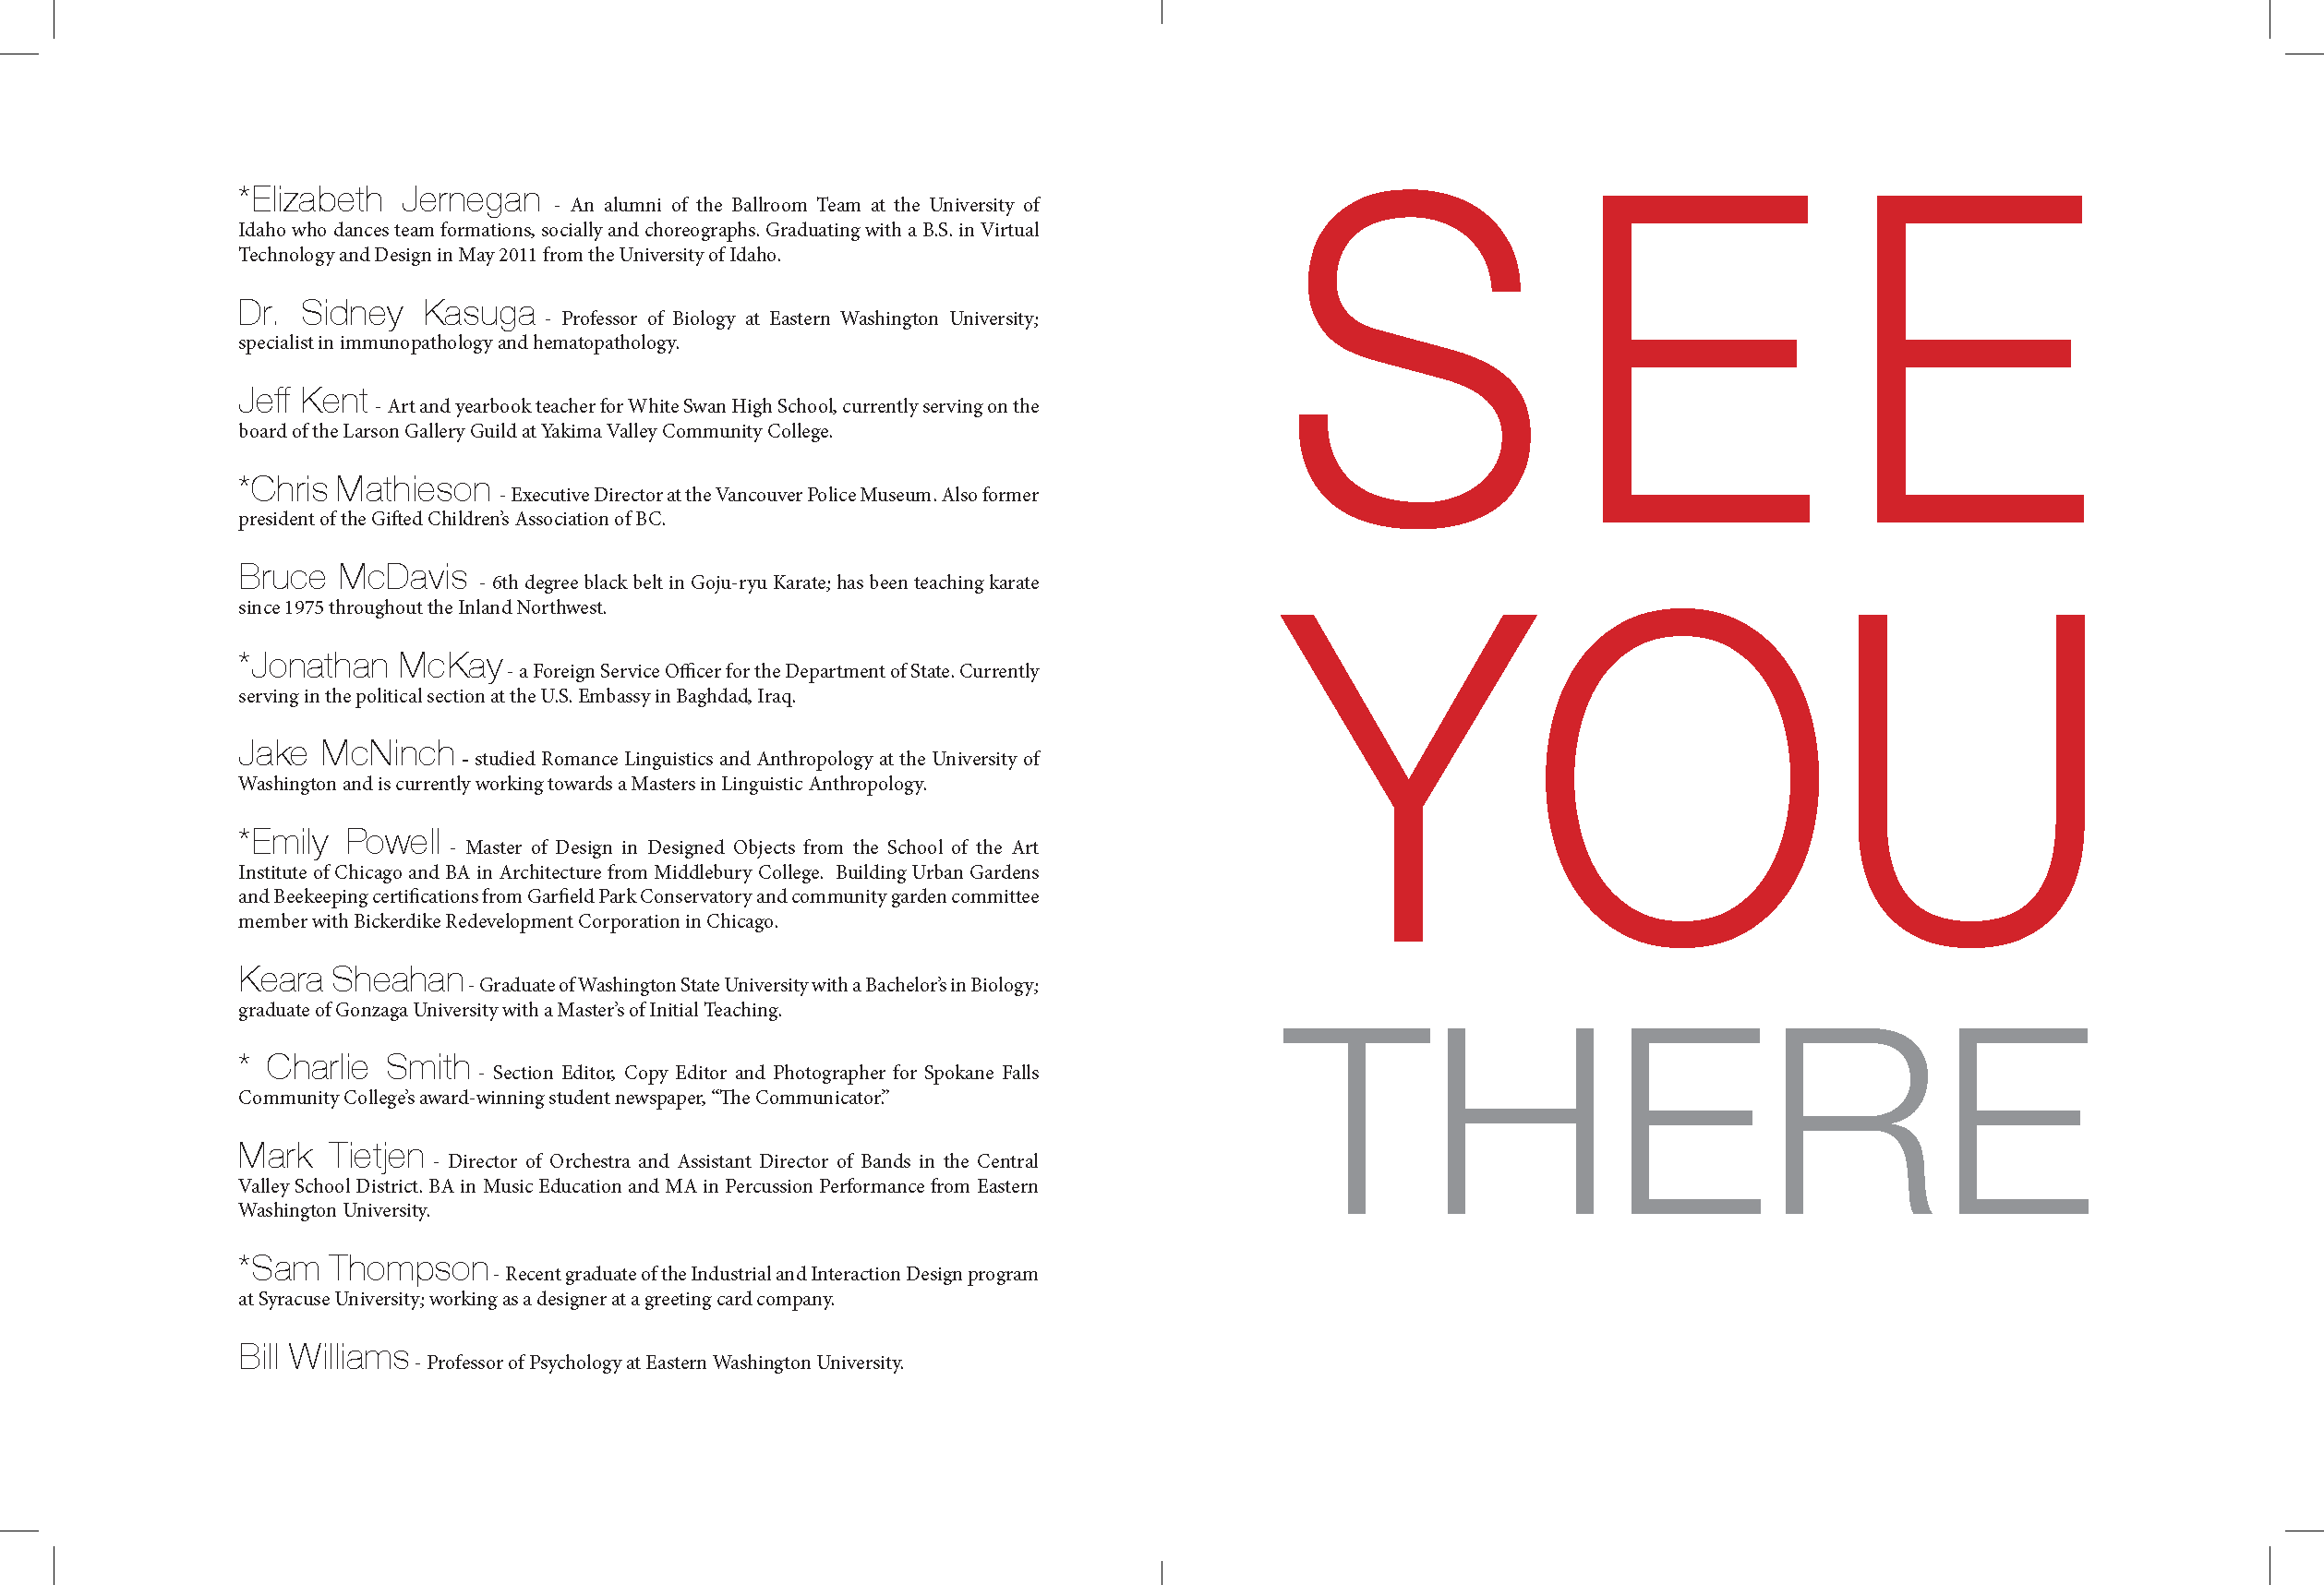 *Elizabeth Jernegan - An alumni of the Ballroom Team at the University of
Idaho who dances team formations, socially and choreographs. Graduating with a B.S. in Virtual
Technology and Design in May 2011 from the University of Idaho.
Dr. Sidney Kasuga - Professor of Biology at Eastern Washington University;
specialist in immunopathology and hematopathology.
Jeff Kent - Art and yearbook teacher for White Swan High School, currently serving on the
board of the Larson Gallery Guild at Yakima Valley Community College.
*Chris Mathieson - Executive Director at the Vancouver Police Museum. Also former
president of the Gifted Children’s Association of BC.
Bruce McDavis - 6th degree black belt in Goju-ryu Karate; has been teaching karate
since 1975 throughout the Inland Northwest.
*Jonathan McKay - a Foreign Service Officer for the Department of State. Currently
serving in the political section at the U.S. Embassy in Baghdad, Iraq.
Jake McNinch - studied Romance Linguistics and Anthropology at the University of
Washington and is currently working towards a Masters in Linguistic Anthropology.
*Emily Powell - Master of Design in Designed Objects from the School of the Art
Institute of Chicago and BA in Architecture from Middlebury College. Building Urban Gardens
and Beekeeping certifications from Garfield Park Conservatory and community garden committee
member with Bickerdike Redevelopment Corporation in Chicago.
Keara Sheahan - Graduate of Washington State University with a Bachelor’s in Biology;
graduate of Gonzaga University with a Master’s of Initial Teaching.
* Charlie Smith - Section Editor, Copy Editor and Photographer for Spokane Falls
Community College’s award-winning student newspaper, “The Communicator.”
Mark Tietjen - Director of Orchestra and Assistant Director of Bands in the Central
Valley School District. BA in Music Education and MA in Percussion Performance from Eastern
Washington University.
*Sam Thompson - Recent graduate of the Industrial and Interaction Design program
at Syracuse University; working as a designer at a greeting card company.
Bill Williams - Professor of Psychology at Eastern Washington University.
SEE
YOU
THERE